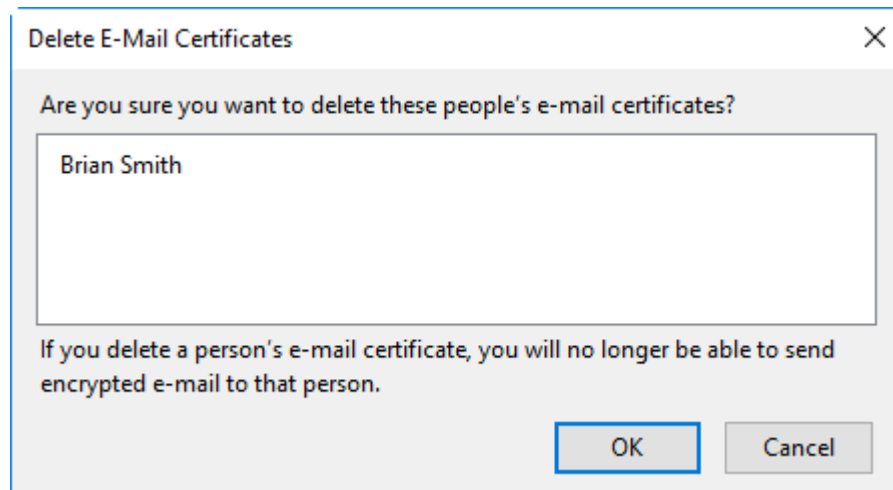 Delete E-Mail Certificates
Are you sure you want to delete these people’s e-mail certificates?
Brian Smith
If you delete a person’s e-mail certificate, you will no longer be able to send
encrypted e-mail to that person.
OK Cancel